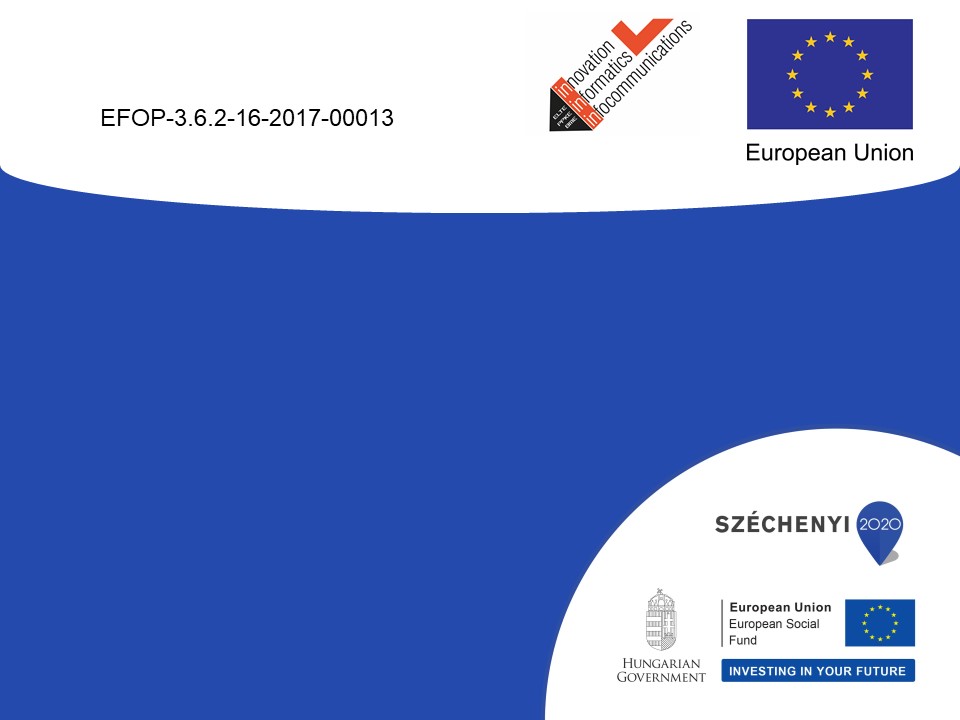 EFOP-3.6.2-16-2017-00013
innovation
informatics
infocommunications
ELTE
PPKE
BME
European Union
SZÉCHENYI 2020
HUNGARIAN
GOVERNMENT
European Union
European Social
Fund
INVESTING IN YOUR FUTURE